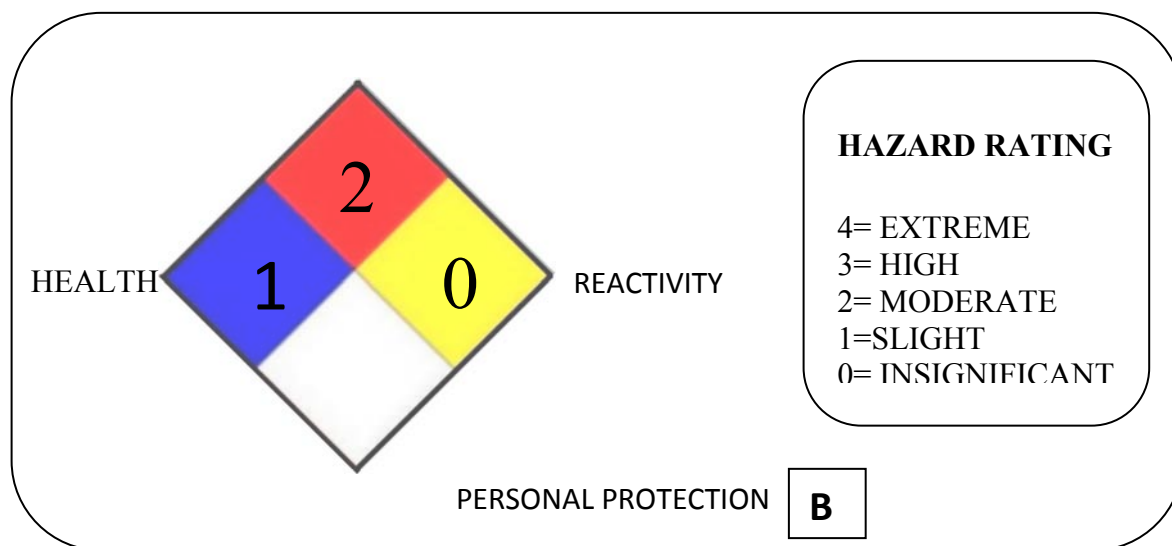 2
HEALTH 1 0 REACTIVITY
PERSONAL PROTECTION B
HAZARD RATING
4= EXTREME
3= HIGH
2= MODERATE
1=SLIGHT
0= INSIGNIFICANT